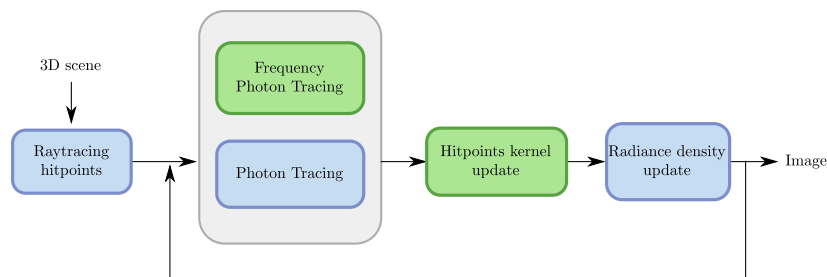 3D scene
Raytracing
hitpoints
Frequency
Photon Tracing
Photon Tracing
Hitpoints kernel
update
Radiance density
update
Image